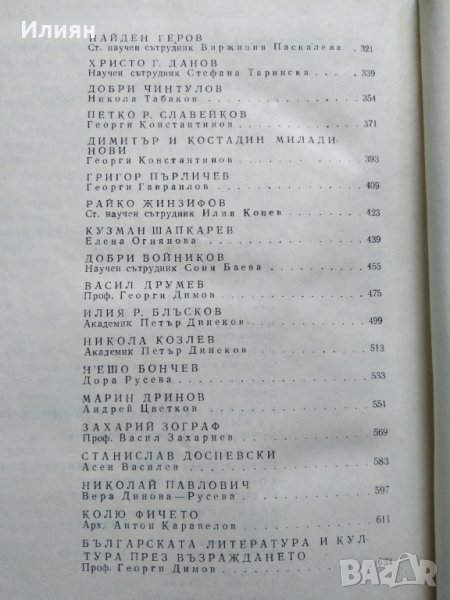 Илиян
НАЙДЕН ГЕРОВ
Ст. научен сътрудник Виржиния Паскалева . . . 321
ХРИСТО Г. ДАНОВ
Научен сътрудник Стефана Таринска . . . 339
ДОБРИ ЧИНТУЛОВ
Никола Табаков . . . 354
ПЕТКО Р. СЛАВЕЙКОВ
Георги Константинов . . . 371
ДИМИТЪР И КОСТАДИН МИЛАДИ-
НОВИ
Георги Константинов . . . 393
ГРИГОР ПЪРЛИЧЕВ
Георги Гавраилов . . . 409
РАЙКО ЖИНЗИФОВ
Ст. научен сътрудник Илия Конев . . . 423
КУЗМАН ШАПКАРЕВ
Елена Огнянова . . . 439
ДОБРИ ВОЙНИКОВ
Научен сътрудник Соня Баева . . . 455
ВАСИЛ ДРУМЕВ
Проф. Георги Димов . . . 475
ИЛИЯ Р. БЛЪСКОВ
Академик Петър Динеков . . . 499
НИКОЛА КОЗЛЕВ
Академик Петър Динеков . . . 513
НЕШО БОНЧЕВ
Дора Русева . . . 533
МАРИН ДРИНОВ
Андрей Цветков . . . 551
ЗАХАРИЙ ЗОГРАФ
Проф. Васил Захариев . . . 569
СТАНИСЛАВ ДОСПЕВСКИ
Асен Василев . . . 583
НИКОЛАЙ ПАВЛОВИЧ
Вера Динова—Русева . . . 597
КОЛЮ ФИЧЕТО
Арх. Антон Каравелов . . . 611
БЪЛГАРСКАТА ЛИТЕРАТУРА И КУЛ-
ТУРА ПРЕЗ ВЪЗРАЖДАНЕТО
Проф. Георги Димов . . . 623
BAZAR
bg